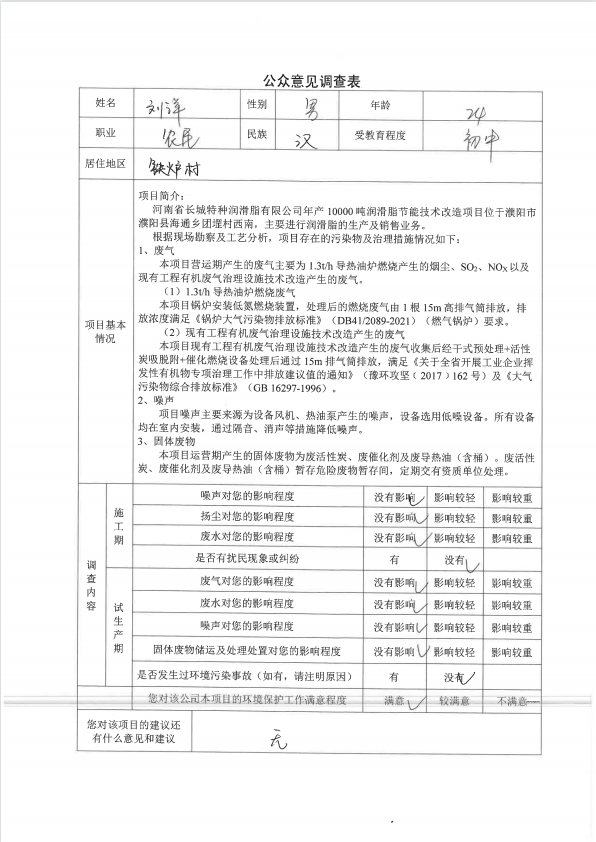 公众意见调查表
姓名 刘洋 性别 男 年龄 24
职业 农民 民族 汉 受教育程度 初中
居住地区 铁炉村
项目基本情况
项目简介：
河南省长城特种润滑脂有限公司年产 10000 吨润滑脂节能技术改造项目位于濮阳市
濮阳县海通乡团堽村西南，主要进行润滑脂的生产及销售业务。
根据现场勘察及工艺分析，项目存在的污染物及治理措施情况如下：
1、废气
本项目营运期产生的废气主要为 1.3t/h 导热油炉燃烧产生的烟尘、SO₂、NOx 以及
现有工程有机废气治理设施技术改造产生的废气。
（1）1.3t/h 导热油炉燃烧废气
本项目锅炉安装低氮燃烧装置，处理后的燃烧废气由 1 根 15m 高排气筒排放，排
放浓度满足《锅炉大气污染物排放标准》（DB41/2089-2021）（燃气锅炉）要求。
（2）现有工程有机废气治理设施技术改造产生的废气
本项目现有工程有机废气治理设施技术改造产生的废气收集后经干式预处理+活性
炭吸脱附+催化燃烧设备处理后通过 15m 排气筒排放，满足《关于全省开展工业企业挥
发性有机物专项治理工作中排放建议值的通知》（豫环攻坚〔2017〕162 号）及《大气
污染物综合排放标准》（GB 16297-1996）。
2、噪声
项目噪声主要来源为设备风机、热油泵产生的噪声，设备选用低噪设备。所有设备
均在室内安装，通过隔音、消声等措施降低噪声。
3、固体废物
本项目运营期产生的固体废物为废活性炭、废催化剂及废导热油（含桶）。废活性
炭、废催化剂及废导热油（含桶）暂存危险废物暂存间，定期交有资质单位处理。
调查内容
施工期
噪声对您的影响程度 没有影响 ✓ 影响较轻 影响较重
扬尘对您的影响程度 没有影响 ✓ 影响较轻 影响较重
废水对您的影响程度 没有影响 ✓ 影响较轻 影响较重
是否有扰民现象或纠纷 有 没有 ✓
试生产期
废气对您的影响程度 没有影响 ✓ 影响较轻 影响较重
废水对您的影响程度 没有影响 ✓ 影响较轻 影响较重
噪声对您的影响程度 没有影响 ✓ 影响较轻 影响较重
固体废物储运及处理处置对您的影响程度 没有影响 ✓ 影响较轻 影响较重
是否发生过环境污染事故（如有，请注明原因） 有 没有 ✓
您对该公司本项目的环境保护工作满意程度 满意 ✓ 较满意 不满意
您对该项目的建议还
有什么意见和建议 无